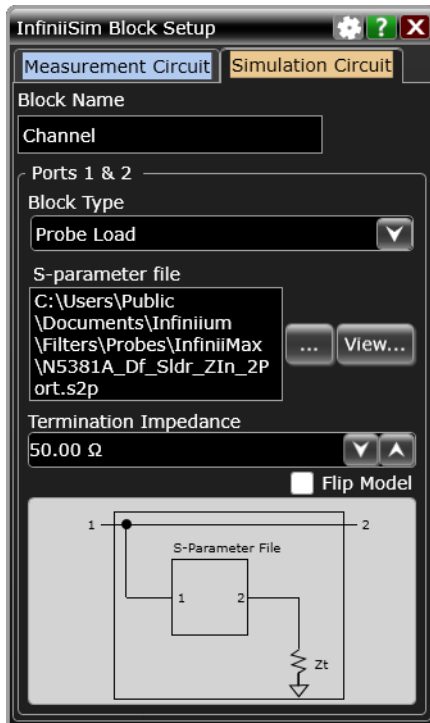 InfiniiSim Block Setup
?
X
Measurement Circuit
Simulation Circuit
Block Name
Channel
Ports 1 & 2
Block Type
Probe Load
S-parameter file
C:\Users\Public
\Documents\Infiniium
\Filters\Probes\InfiniiMax
\N5381A_Df_Sldr_ZIn_2P
ort.s2p
...
View...
Termination Impedance
50.00 Ω
Flip Model
1
2
S-Parameter File
1
2
Zt